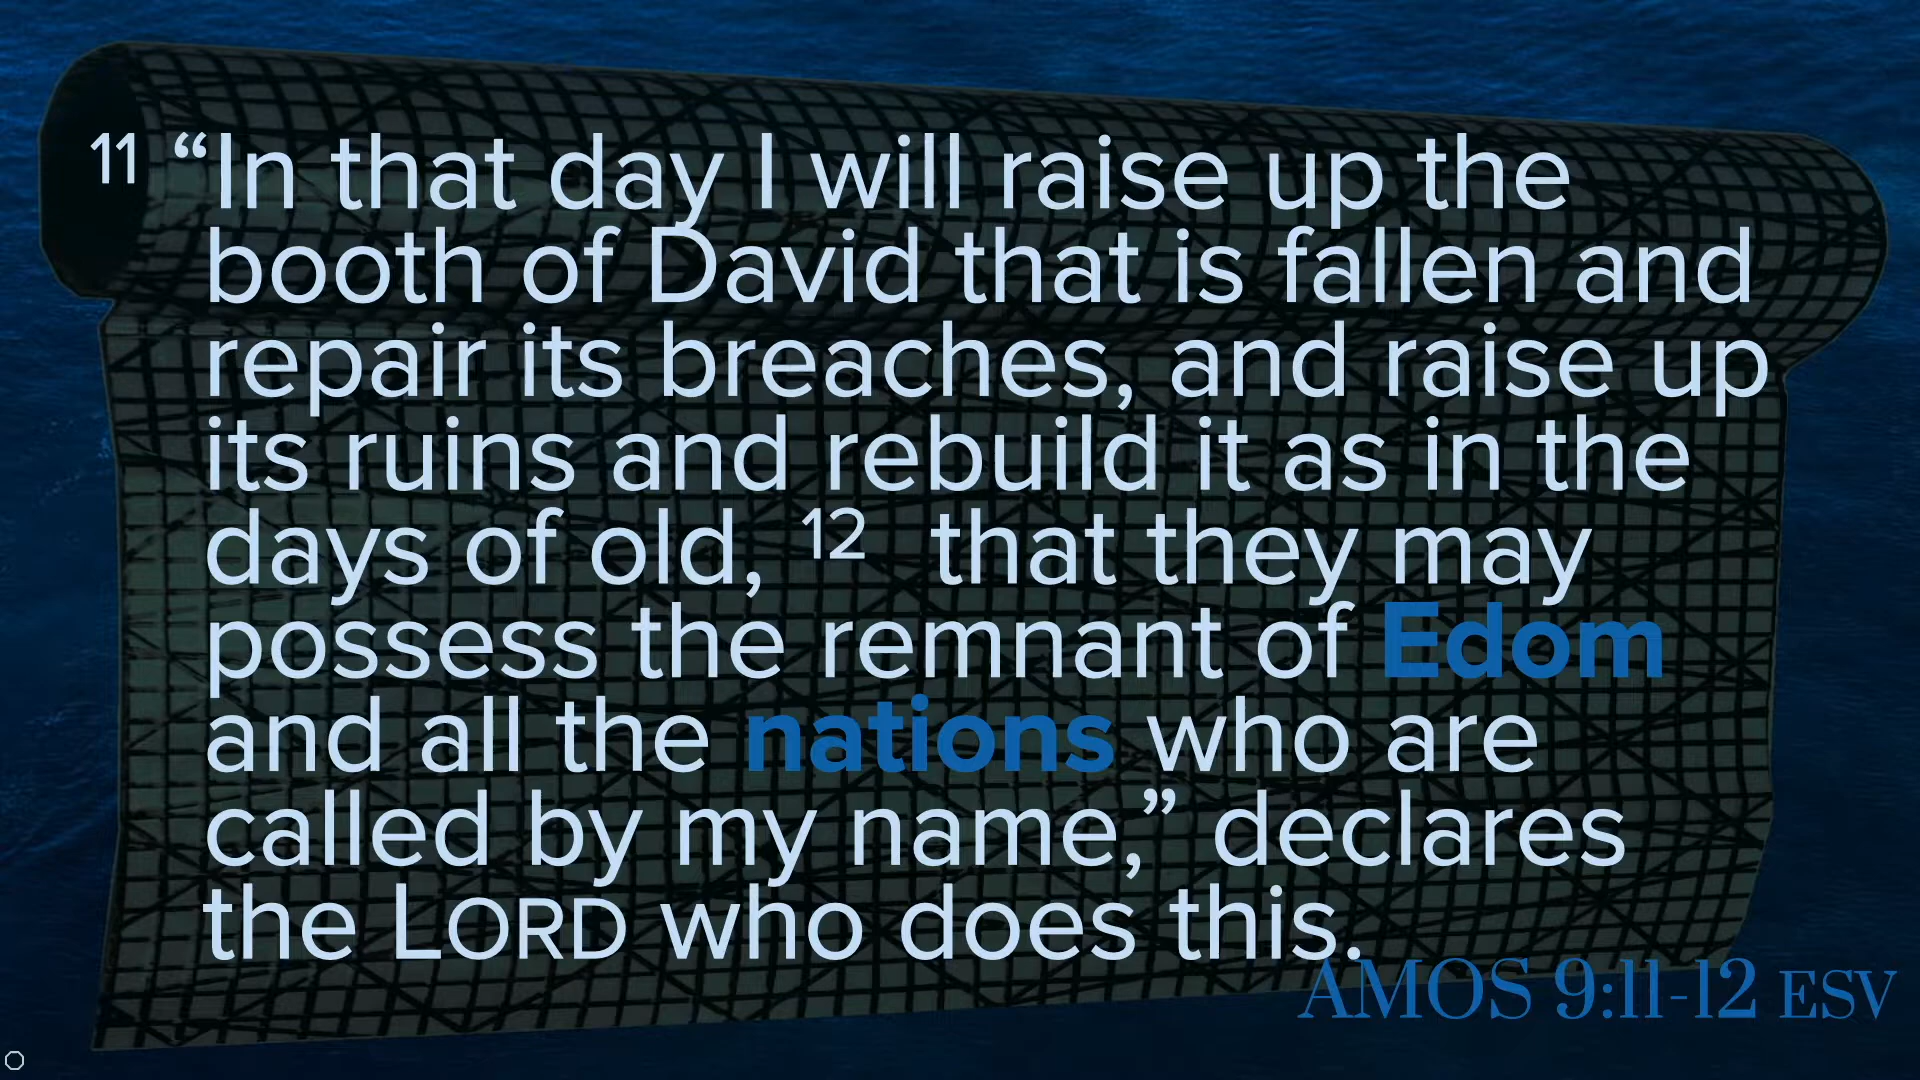 11 “In that day I will raise up the
booth of David that is fallen and
repair its breaches, and raise up
its ruins and rebuild it as in the
days of old, 12 that they may
possess the remnant of Edom
and all the nations who are
called by my name,” declares
the LORD who does this.
AMOS 9:11-12 ESV